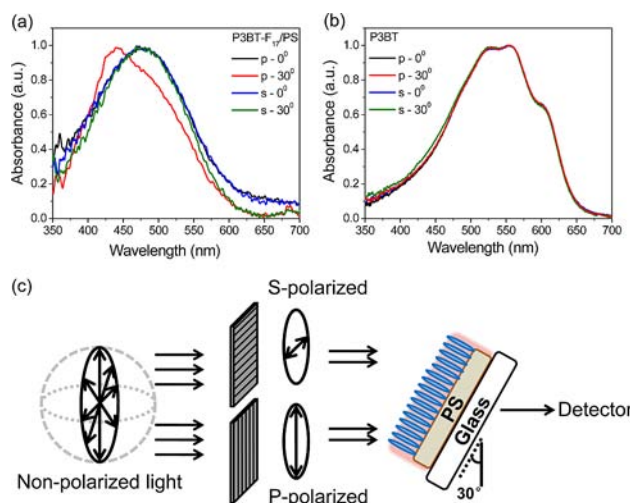 (a)
P3BT-F17/PS
p - 0⁰
p - 30⁰
s - 0⁰
s - 30⁰
Absorbance (a.u.)
1.0
0.8
0.6
0.4
0.2
0.0
350 400 450 500 550 600 650 700
Wavelength (nm)
(b)
P3BT
p - 0⁰
p - 30⁰
s - 0⁰
s - 30⁰
Absorbance (a.u.)
1.0
0.8
0.6
0.4
0.2
0.0
350 400 450 500 550 600 650 700
Wavelength (nm)
(c)
S-polarized
PS
Glass
Detector
Non-polarized light
P-polarized
30⁰